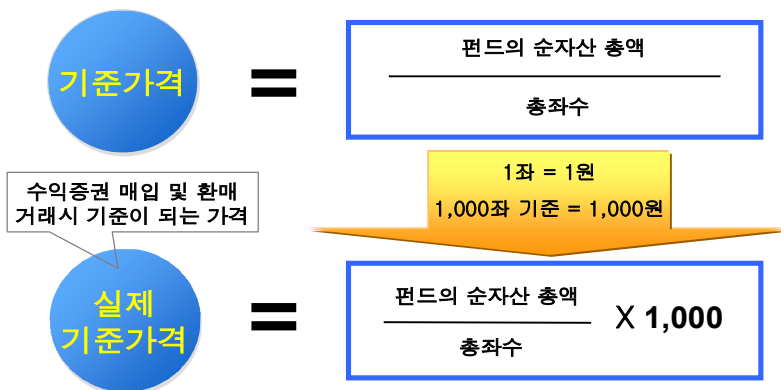 기준가격
=
펀드의 순자산 총액
총좌수
1좌 = 1원
1,000좌 기준 = 1,000원
수익증권 매입 및 환매
거래시 기준이 되는 가격
실제
기준가격
=
펀드의 순자산 총액
총좌수
X 1,000